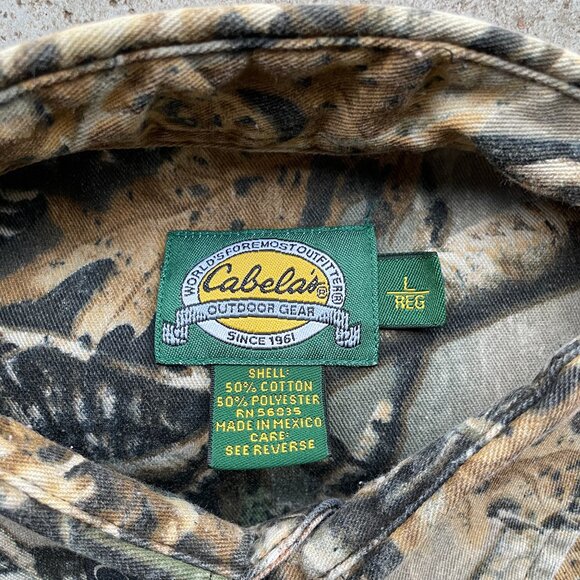 WORLD'S FOREMOST OUTFITTER®
Cabela's®
OUTDOOR GEAR
SINCE 1961
L
REG
SHELL:
50% COTTON
50% POLYESTER
RN 56835
MADE IN MEXICO
CARE:
SEE REVERSE